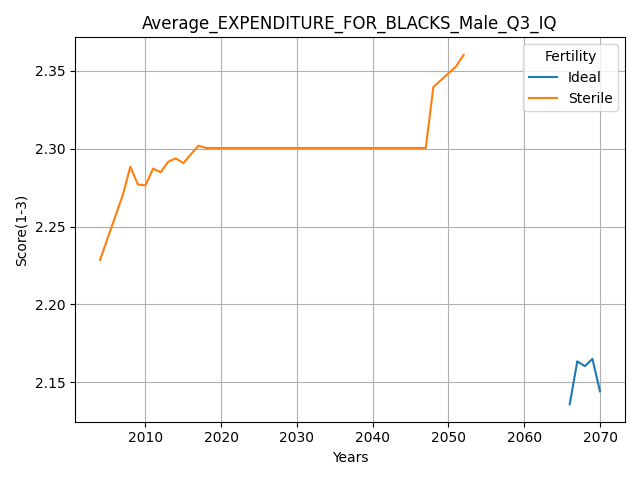 Average_EXPENDITURE_FOR_BLACKS_Male_Q3_IQ
Fertility
Ideal
Sterile
2.35
2.30
2.25
2.20
2.15
Score(1-3)
2010 2020 2030 2040 2050 2060 2070
Years